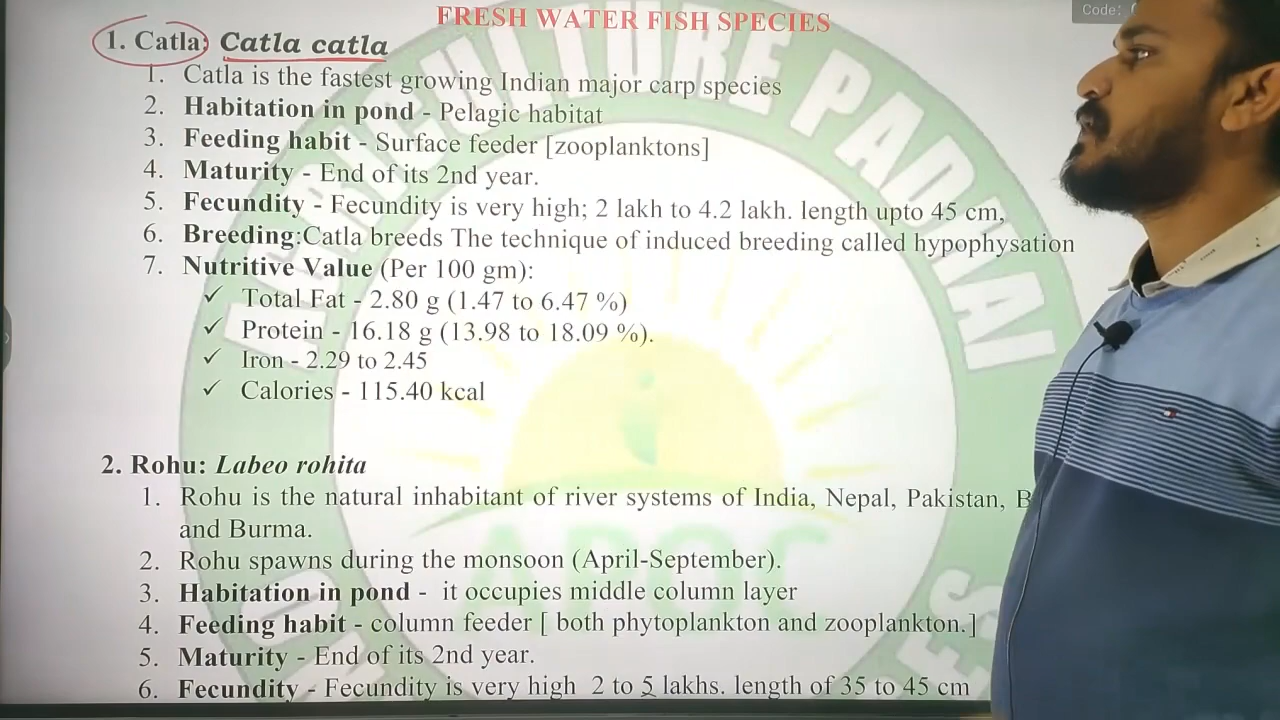 Code:
FRESH WATER FISH SPECIES
1. Catla: Catla catla
1. Catla is the fastest growing Indian major carp species
2. Habitation in pond - Pelagic habitat
3. Feeding habit - Surface feeder [zooplanktons]
4. Maturity - End of its 2nd year.
5. Fecundity - Fecundity is very high; 2 lakh to 4.2 lakh. length upto 45 cm,
6. Breeding:Catla breeds The technique of induced breeding called hypophysation
7. Nutritive Value (Per 100 gm):
✓ Total Fat - 2.80 g (1.47 to 6.47 %)
✓ Protein - 16.18 g (13.98 to 18.09 %).
✓ Iron - 2.29 to 2.45
✓ Calories - 115.40 kcal
2. Rohu: Labeo rohita
1. Rohu is the natural inhabitant of river systems of India, Nepal, Pakistan, B
and Burma.
2. Rohu spawns during the monsoon (April-September).
3. Habitation in pond - it occupies middle column layer
4. Feeding habit - column feeder [ both phytoplankton and zooplankton.]
5. Maturity - End of its 2nd year.
6. Fecundity - Fecundity is very high 2 to 5 lakhs. length of 35 to 45 cm
AGRICULTURE PADHAI
APOC